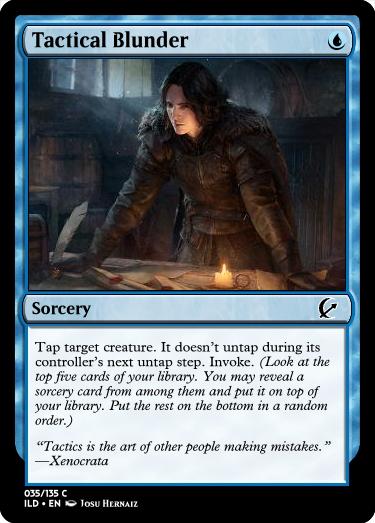 Tactical Blunder
Sorcery
Tap target creature. It doesn't untap during its
controller's next untap step. Invoke. (Look at the
top five cards of your library. You may reveal a
sorcery card from among them and put it on top of
your library. Put the rest on the bottom in a random
order.)
"Tactics is the art of other people making mistakes."
—Xenocrata
035/135 C
ILD • EN Josu Hernaiz